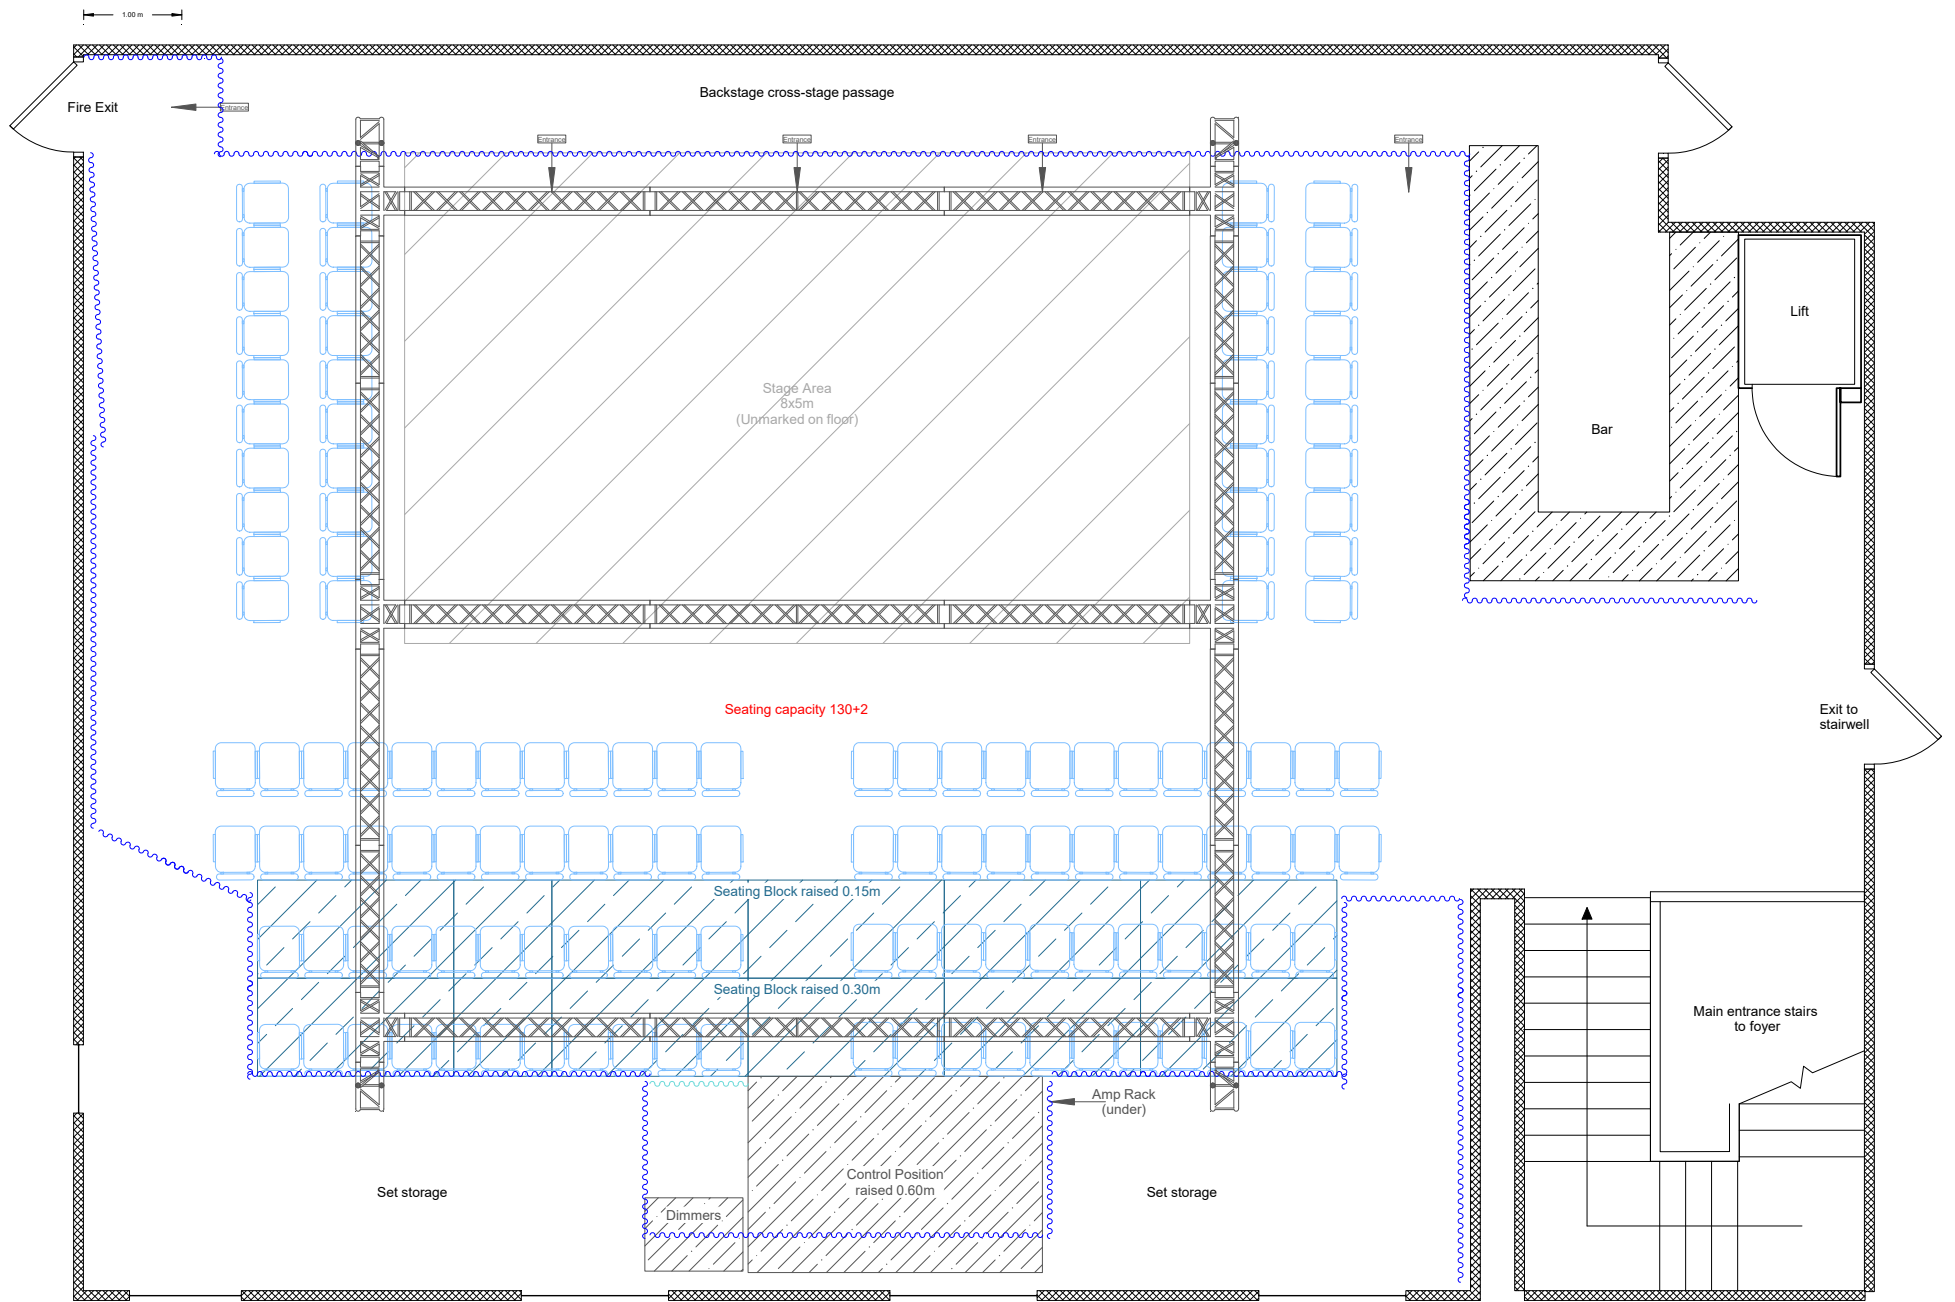 1.00 m
Backstage cross-stage passage
Fire Exit
Entrance
Entrance
Entrance
Entrance
Entrance
Lift
Stage Area
8x5m
(Unmarked on floor)
Bar
Seating capacity 130+2
Exit to
stairwell
Seating Block raised 0.15m
Seating Block raised 0.30m
Main entrance stairs
to foyer
Amp Rack
(under)
Control Position
raised 0.60m
Set storage
Set storage
Dimmers